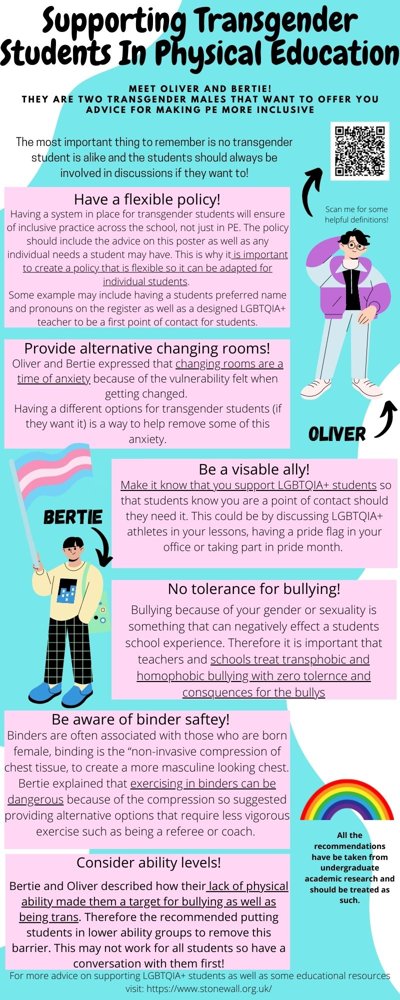 Supporting Transgender
Students In Physical Education
MEET OLIVER AND BERTIE!
THEY ARE TWO TRANSGENDER MALES THAT WANT TO OFFER YOU
ADVICE FOR MAKING PE MORE INCLUSIVE
The most important thing to remember is no transgender
student is alike and the students should always be
involved in discussions if they want to!
Scan me for some
helpful definitions!
Have a flexible policy!
Having a system in place for transgender students will ensure
of inclusive practice across the school, not just in PE. The policy
should include the advice on this poster as well as any
individual needs a student may have. This is why it is important
to create a policy that is flexible so it can be adapted for
individual students.
Some example may include having a students preferred name
and pronouns on the register as well as a designed LGBTQIA+
teacher to be a first point of contact for students.
Provide alternative changing rooms!
Oliver and Bertie expressed that changing rooms are a
time of anxiety because of the vulnerability felt when
getting changed.
Having a different options for transgender students (if
they want it) is a way to help remove some of this
anxiety.
OLIVER
Be a visable ally!
Make it know that you support LGBTQIA+ students so
that students know you are a point of contact should
they need it. This could be by discussing LGBTQIA+
athletes in your lessons, having a pride flag in your
office or taking part in pride month.
BERTIE
No tolerance for bullying!
Bullying because of your gender or sexuality is
something that can negatively effect a students
school experience. Therefore it is important that
teachers and schools treat transphobic and
homophobic bullying with zero tolernce and
consquences for the bullys
Be aware of binder saftey!
Binders are often associated with those who are born
female, binding is the “non-invasive compression of
chest tissue, to create a more masculine looking chest.
Bertie explained that exercising in binders can be
dangerous because of the compression so suggested
providing alternative options that require less vigorous
exercise such as being a referee or coach.
All the
recommendations
have be taken from
undergraduate
academic research and
should be treated as
such.
Consider ability levels!
Bertie and Oliver described how their lack of physical
ability made them a target for bullying as well as
being trans. Therefore the recommended putting
students in lower ability groups to remove this
barrier. This may not work for all students so have a
conversation with them first!
For more advice on supporting LGBTQIA+ students as well as some educational resources
visit: https://www.stonewall.org.uk/